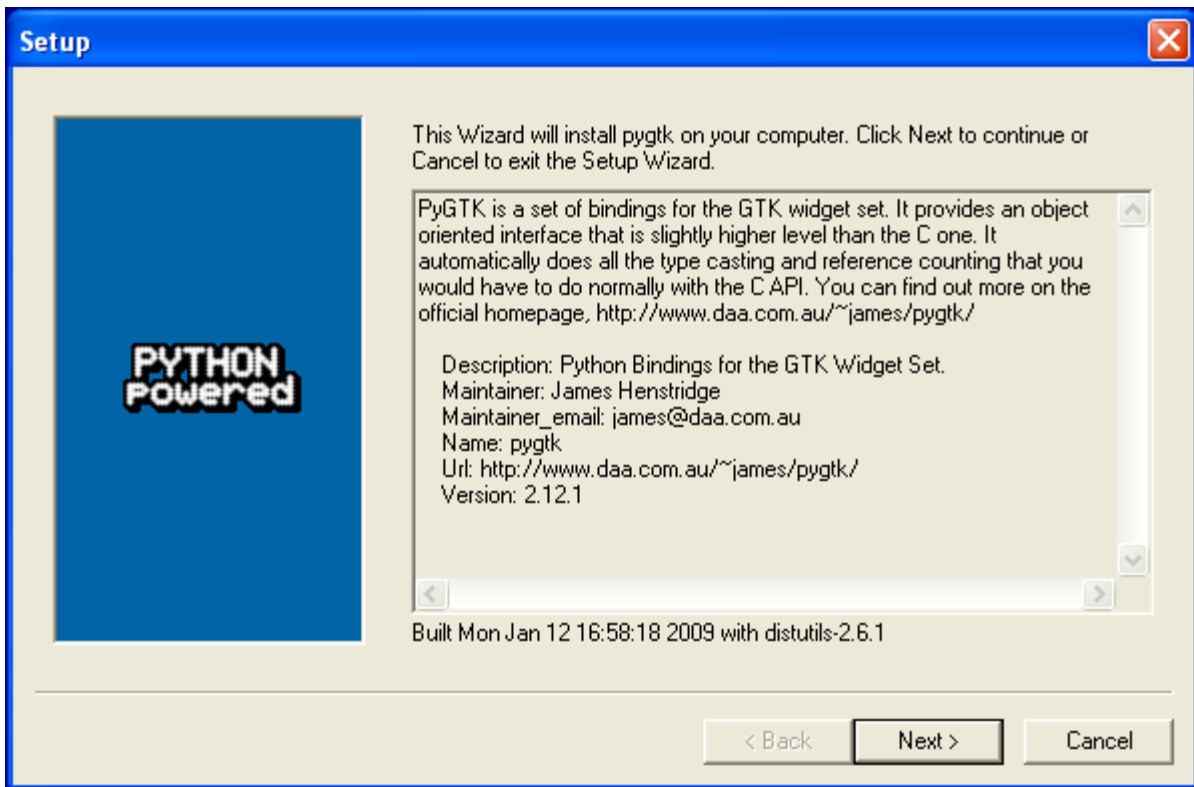 Setup
This Wizard will install pygtk on your computer. Click Next to continue or
Cancel to exit the Setup Wizard.
PyGTK is a set of bindings for the GTK widget set. It provides an object
oriented interface that is slightly higher level than the C one. It
automatically does all the type casting and reference counting that you
would have to do normally with the C API. You can find out more on the
official homepage, http://www.daa.com.au/~james/pygtk/
Description: Python Bindings for the GTK Widget Set.
Maintainer: James Henstridge
Maintainer_email: james@daa.com.au
Name: pygtk
Url: http://www.daa.com.au/~james/pygtk/
Version: 2.12.1
PYTHON
powered
Built Mon Jan 12 16:58:18 2009 with distutils-2.6.1
< Back
Next >
Cancel